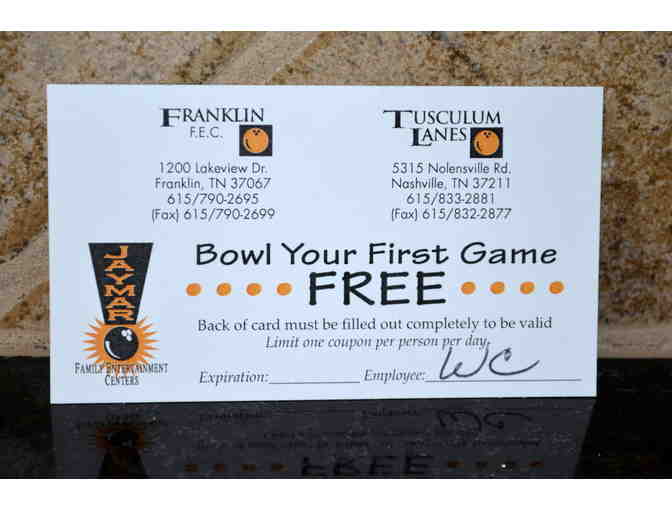 FRANKLIN
F.E.C.
1200 Lakeview Dr.
Franklin, TN 37067
615/790-2695
(Fax) 615/790-2699
TUSCULUM
LANES
5315 Nolensville Rd.
Nashville, TN 37211
615/833-2881
(Fax) 615/832-2877
JAYMAR
FAMILY ENTERTAINMENT
CENTERS
Bowl Your First Game
FREE
Back of card must be filled out completely to be valid
Limit one coupon per person per day.
Expiration: Employee: WC